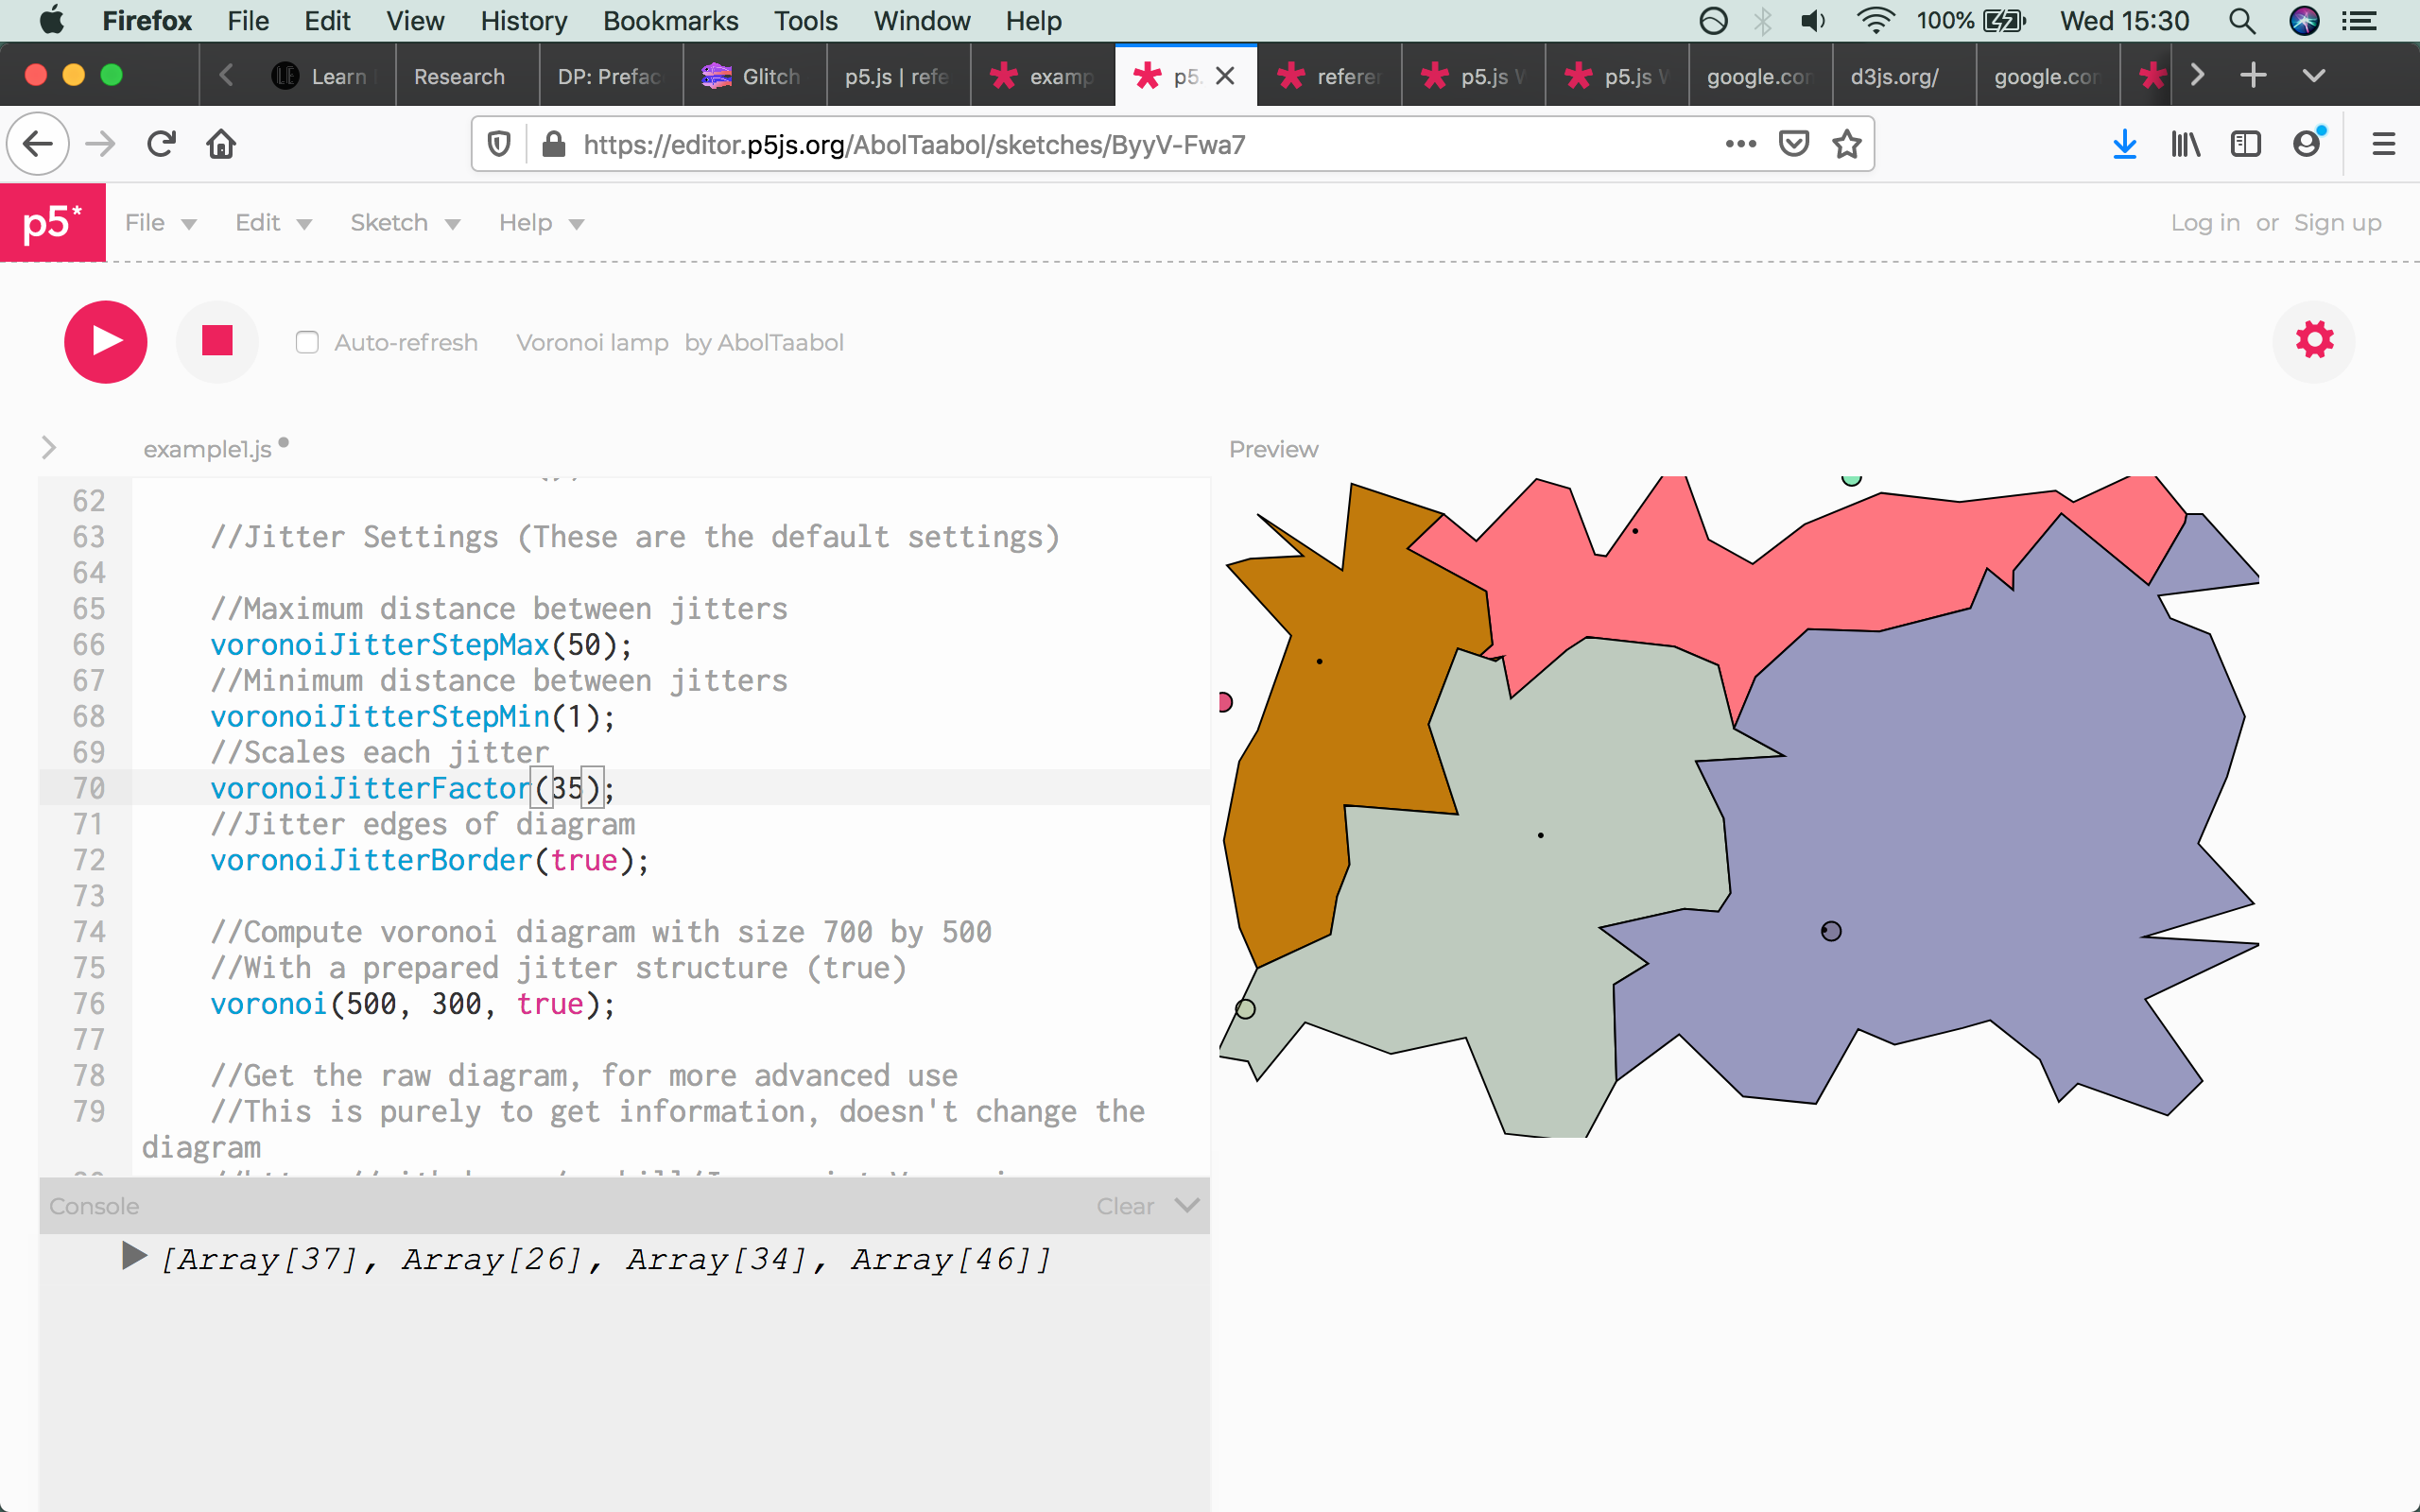 Firefox File Edit View History Bookmarks Tools Window Help 100% Wed 15:30
LE Learn Research DP: Prefac Glitch p5.js | refe examp p5. referer p5.js W p5.js W google.com d3js.org/ google.com
https://editor.p5js.org/AbolTaabol/sketches/ByyV-Fwa7
p5* File Edit Sketch Help Log in or Sign up
Auto-refresh Voronoi lamp by AbolTaabol
example1.js Preview
62
63 //Jitter Settings (These are the default settings)
64
65 //Maximum distance between jitters
66 voronoiJitterStepMax(50);
67 //Minimum distance between jitters
68 voronoiJitterStepMin(1);
69 //Scales each jitter
70 voronoiJitterFactor(35);
71 //Jitter edges of diagram
72 voronoiJitterBorder(true);
73
74 //Compute voronoi diagram with size 700 by 500
75 //With a prepared jitter structure (true)
76 voronoi(500, 300, true);
77
78 //Get the raw diagram, for more advanced use
79 //This is purely to get information, doesn't change the
diagram
Console Clear
[Array[37], Array[26], Array[34], Array[46]]